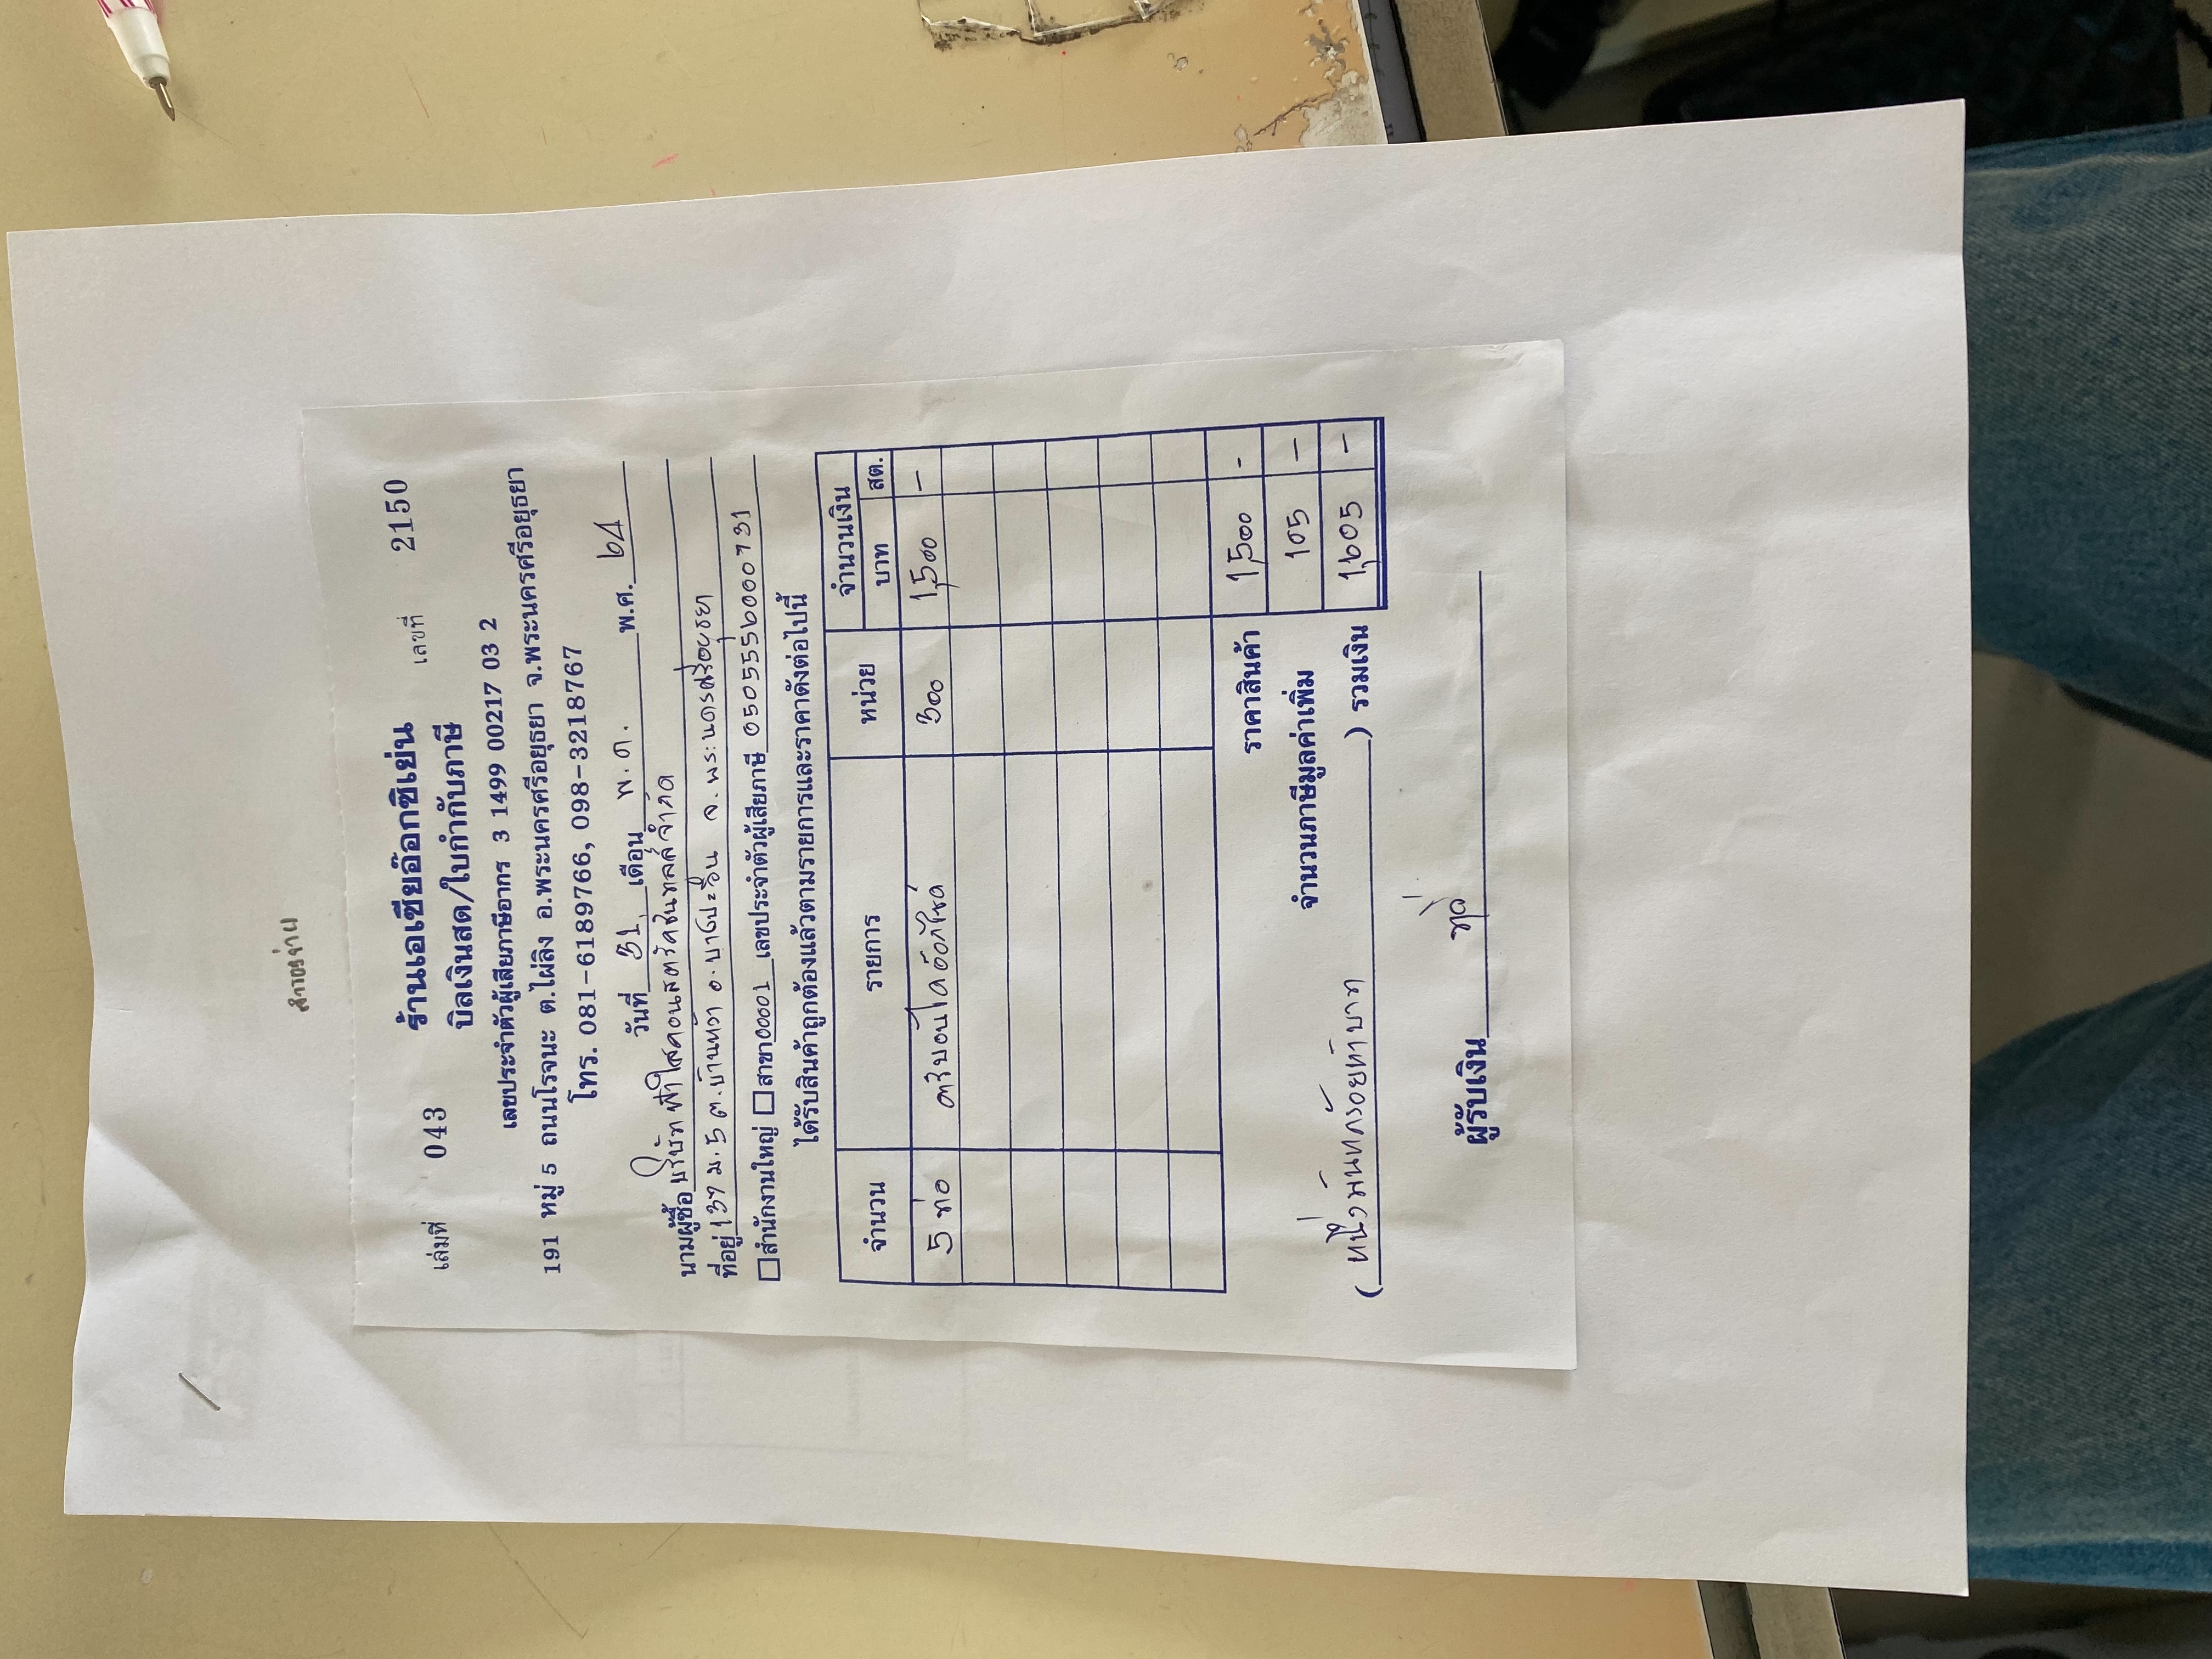 สำรองจ่าย
เล่มที่ 043 ร้านเอเซียอ๊อกซิเย่น เลขที่ 2150
บิลเงินสด/ใบกำกับภาษี
เลขประจำตัวผู้เสียภาษีอากร 3 1499 00217 03 2
191 หมู่ 5 ถนนโรจนะ ต.ไผ่ลิง อ.พระนครศรีอยุธยา จ.พระนครศรีอยุธยา
โทร. 081-6189766, 098-3218767
วันที่ 31 เดือน พ.ค. พ.ศ. 64
นามผู้ซื้อ บริษัท ฟ้าใสคอนสตรัคชั่นทูลส์ จำกัด
ที่อยู่ 137 ม.5 ต.บ้านหว้า อ.บางปะอิน จ.พระนครศรีอยุธยา
สำนักงานใหญ่ สาขา 00001 เลขประจำตัวผู้เสียภาษี 0505556000731
ได้รับสินค้าถูกต้องแล้วตามรายการและราคาดังต่อไปนี้
จำนวน รายการ หน่วย จำนวนเงิน
บาท สต.
5 ท่อ คาร์บอนไดอ๊อกไซด์ 300 1,500 -
ราคาสินค้า 1,500 -
จำนวนภาษีมูลค่าเพิ่ม 105 -
(หนึ่งพันหกร้อยห้าบาท) รวมเงิน 1,605 -
ผู้รับเงิน